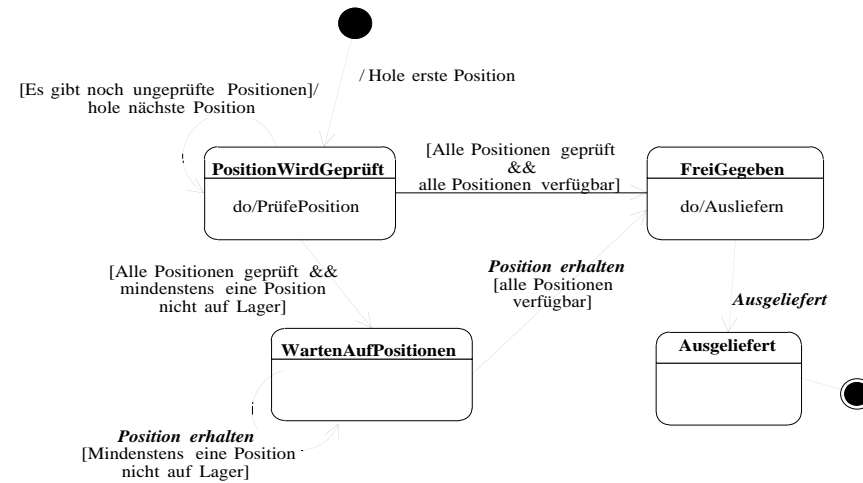 / Hole erste Position
[Es gibt noch ungeprüfte Positionen]/
hole nächste Position
PositionWirdGeprüft
do/PrüfePosition
[Alle Positionen geprüft
&&
alle Positionen verfügbar]
FreiGegeben
do/Ausliefern
[Alle Positionen geprüft &&
mindenstens eine Position
nicht auf Lager]
Position erhalten
[alle Positionen
verfügbar]
Ausgeliefert
WartenAufPositionen
Ausgeliefert
Position erhalten
[Mindenstens eine Position
nicht auf Lager]